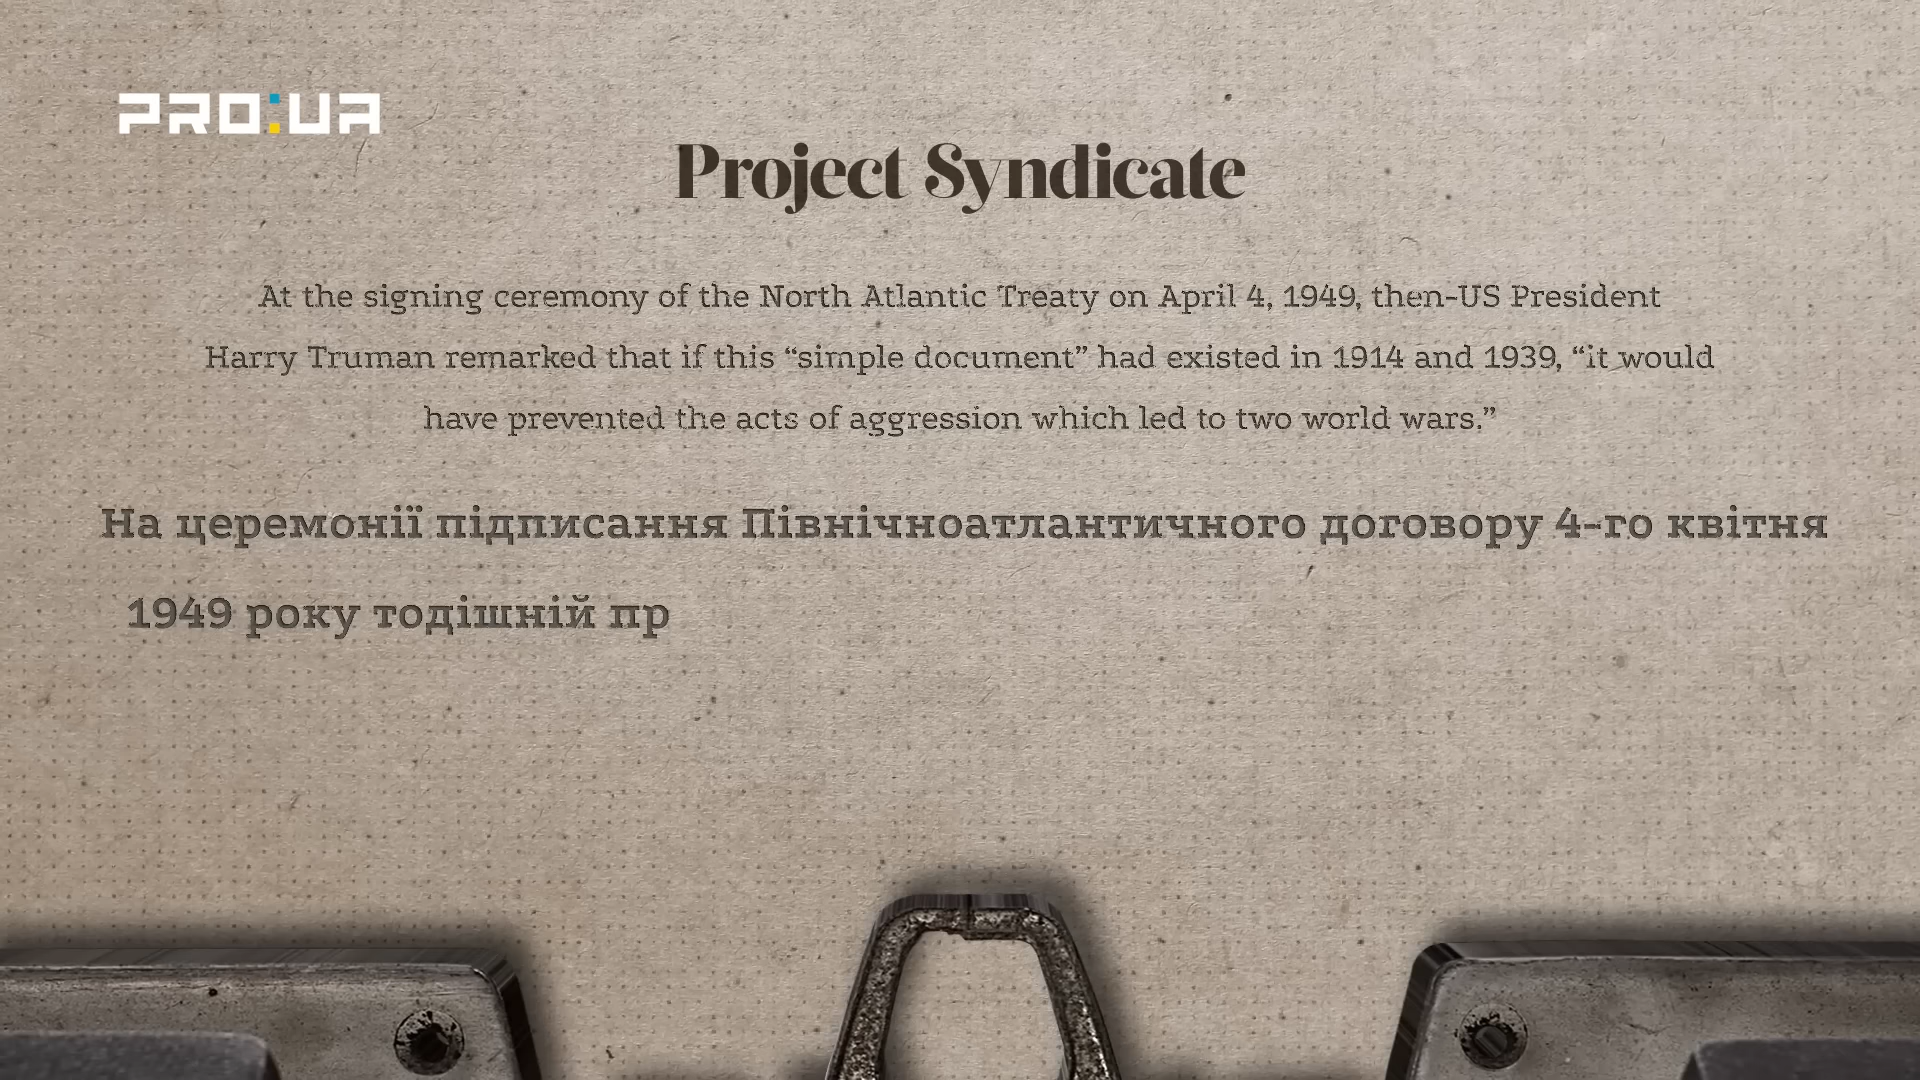 PRO:UA
Project Syndicate
At the signing ceremony of the North Atlantic Treaty on April 4, 1949, then-US President
Harry Truman remarked that if this “simple document” had existed in 1914 and 1939, “it would
have prevented the acts of aggression which led to two world wars.”
На церемонії підписання Північноатлантичного договору 4-го квітня
1949 року тодішній пр